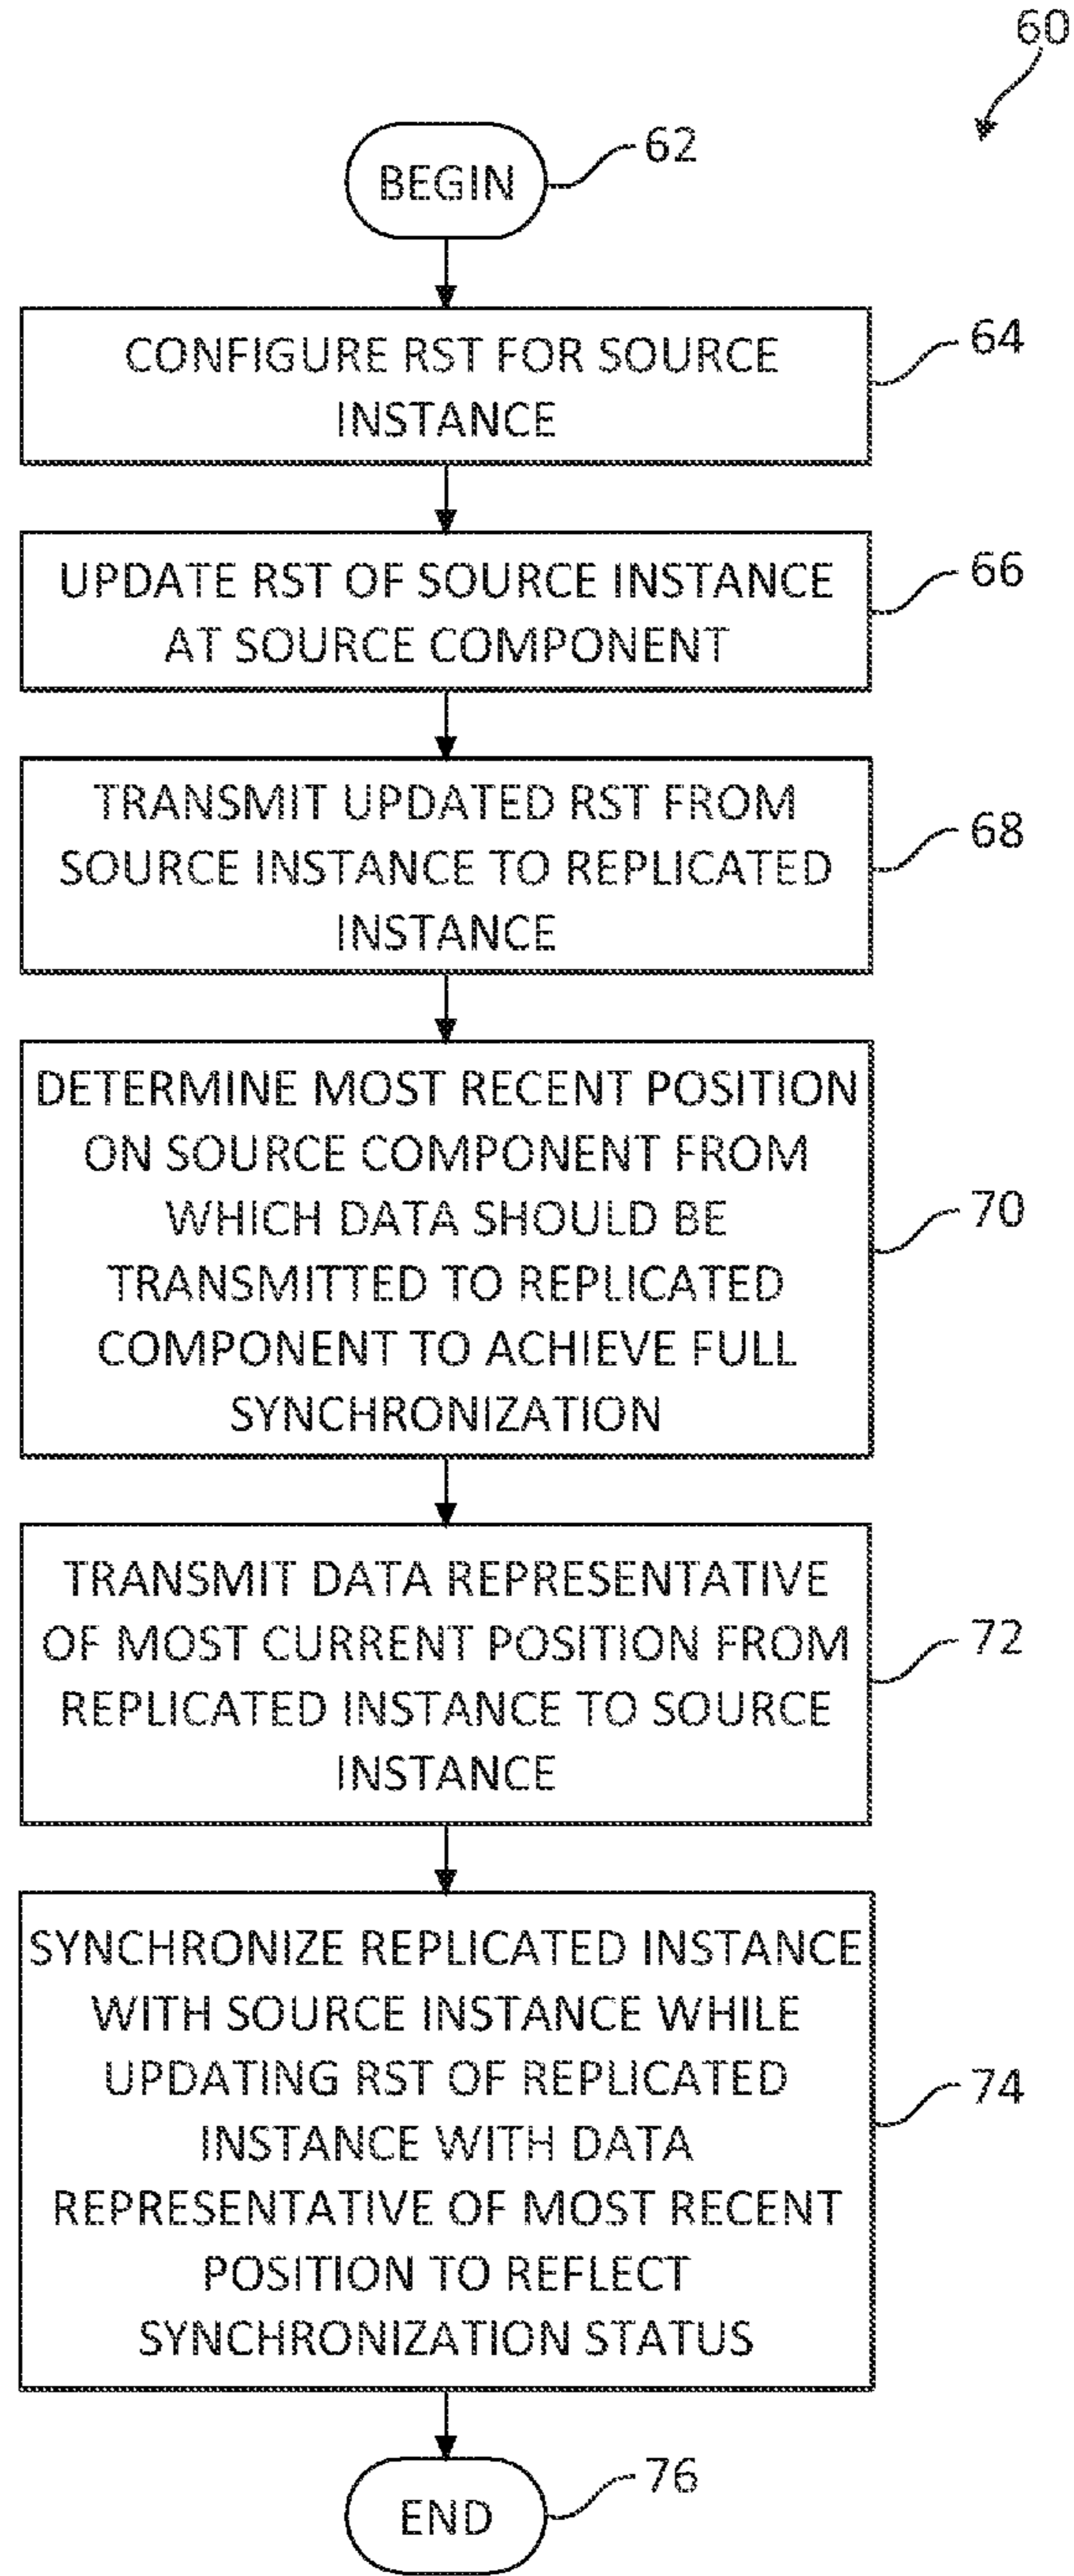 60
BEGIN
62
CONFIGURE RST FOR SOURCE
INSTANCE
64
UPDATE RST OF SOURCE INSTANCE
AT SOURCE COMPONENT
66
TRANSMIT UPDATED RST FROM
SOURCE INSTANCE TO REPLICATED
INSTANCE
68
DETERMINE MOST RECENT POSITION
ON SOURCE COMPONENT FROM
WHICH DATA SHOULD BE
TRANSMITTED TO REPLICATED
COMPONENT TO ACHIEVE FULL
SYNCHRONIZATION
70
TRANSMIT DATA REPRESENTATIVE
OF MOST CURRENT POSITION FROM
REPLICATED INSTANCE TO SOURCE
INSTANCE
72
SYNCHRONIZE REPLICATED INSTANCE
WITH SOURCE INSTANCE WHILE
UPDATING RST OF REPLICATED
INSTANCE WITH DATA
REPRESENTATIVE OF MOST RECENT
POSITION TO REFLECT
SYNCHRONIZATION STATUS
74
END
76